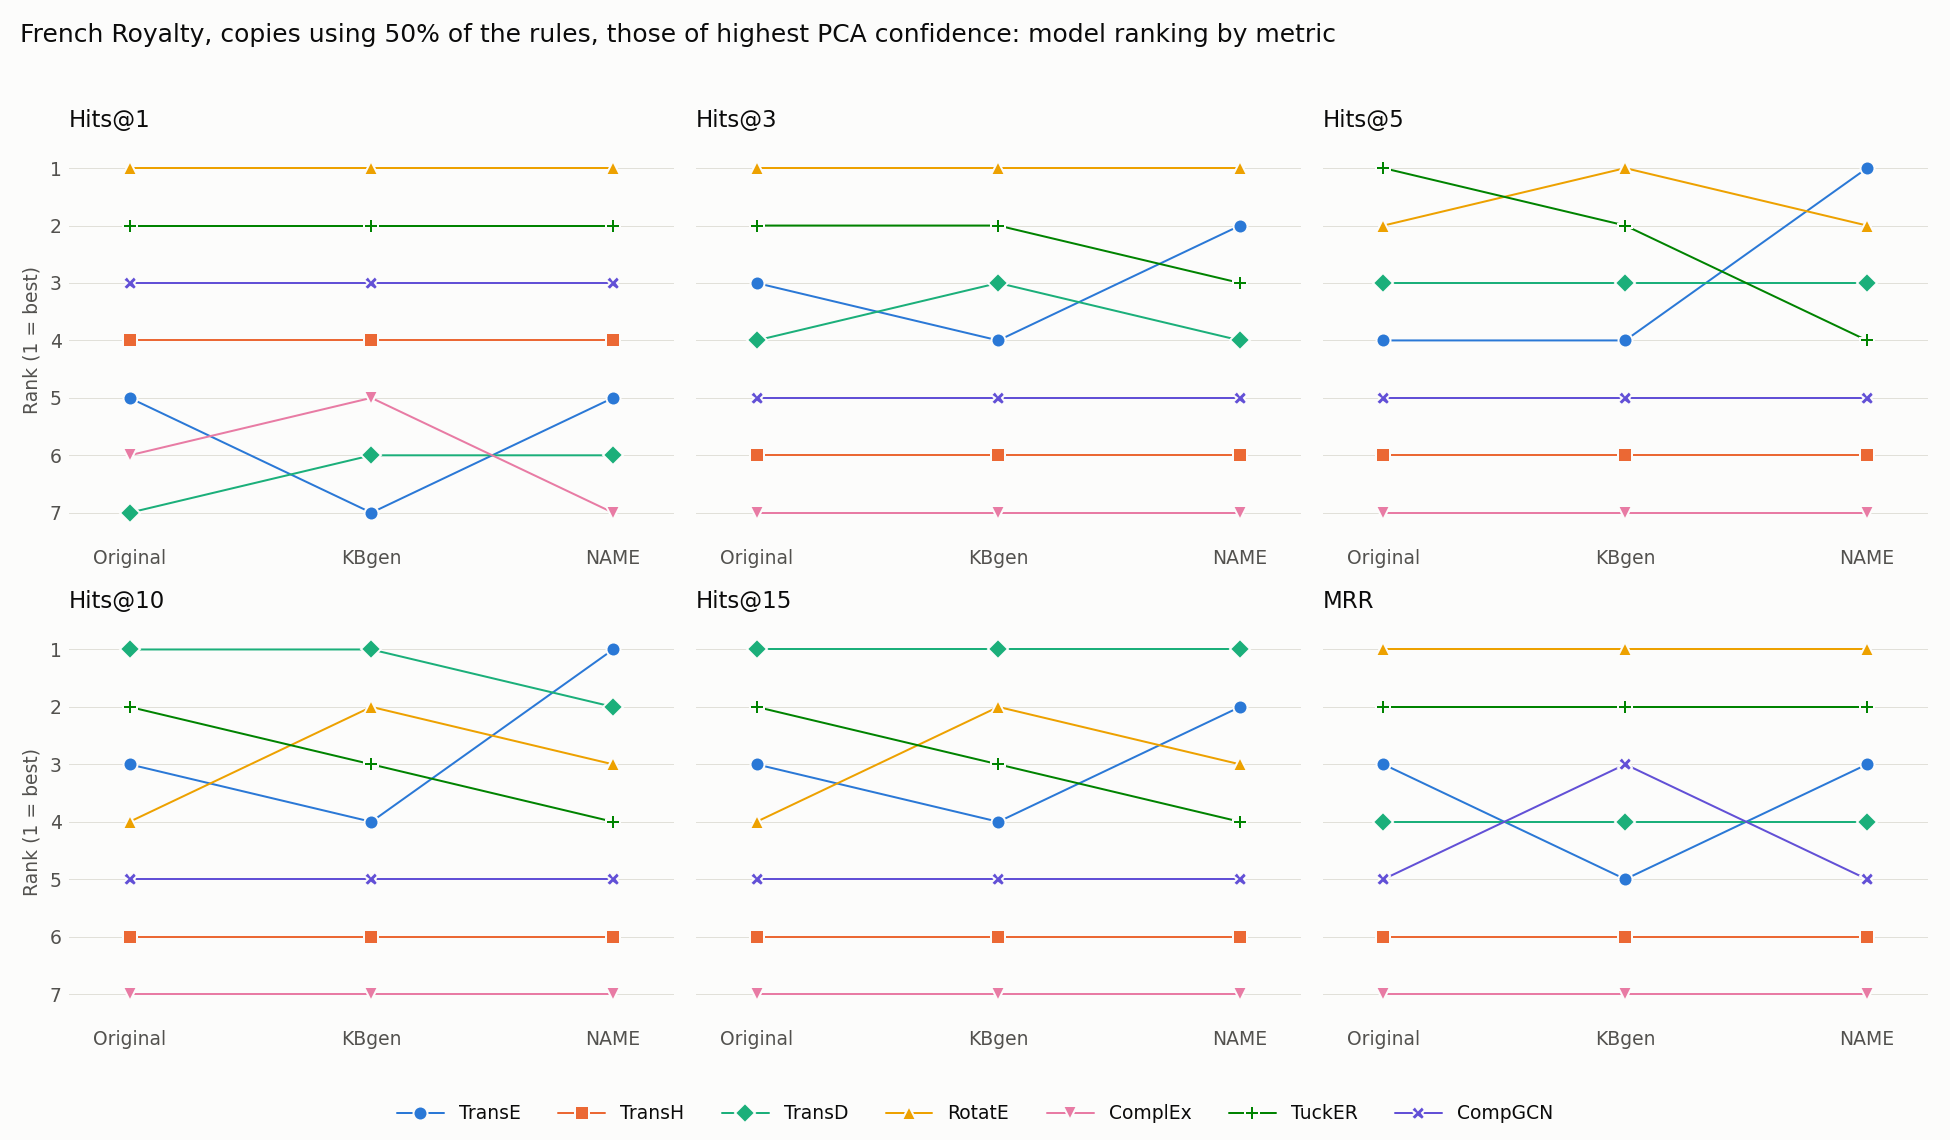 French Royalty, copies using 50% of the rules, those of highest PCA confidence: model ranking by metric
Hits@1
Hits@3
Hits@5
Rank (1 = best)
1
2
3
4
5
6
7
Original KBgen NAME
Original KBgen NAME
Original KBgen NAME
Hits@10
Hits@15
MRR
Rank (1 = best)
1
2
3
4
5
6
7
Original KBgen NAME
Original KBgen NAME
Original KBgen NAME
TransE TransH TransD RotatE ComplEx TuckER CompGCN